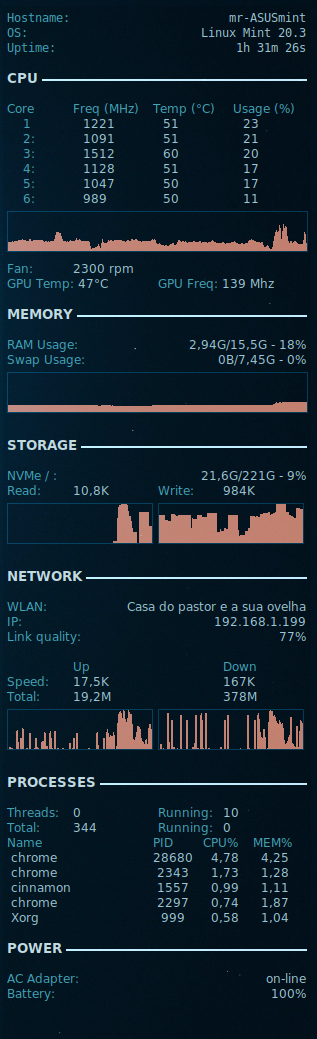 Hostname: mr-ASUSmint
OS: Linux Mint 20.3
Uptime: 1h 31m 26s
CPU
Core Freq (MHz) Temp (°C) Usage (%)
1 1221 51 23
2: 1091 51 21
3: 1512 60 20
4: 1128 51 17
5: 1047 50 17
6: 989 50 11
Fan: 2300 rpm
GPU Temp: 47°C GPU Freq: 139 Mhz
MEMORY
RAM Usage: 2,94G/15,5G - 18%
Swap Usage: 0B/7,45G - 0%
STORAGE
NVMe / : 21,6G/221G - 9%
Read: 10,8K Write: 984K
NETWORK
WLAN: Casa do pastor e a sua ovelha
IP: 192.168.1.199
Link quality: 77%
Up Down
Speed: 17,5K 167K
Total: 19,2M 378M
PROCESSES
Threads: 0 Running: 10
Total: 344 Running: 0
Name PID CPU% MEM%
chrome 28680 4,78 4,25
chrome 2343 1,73 1,28
cinnamon 1557 0,99 1,11
chrome 2297 0,74 1,87
Xorg 999 0,58 1,04
POWER
AC Adapter: on-line
Battery: 100%